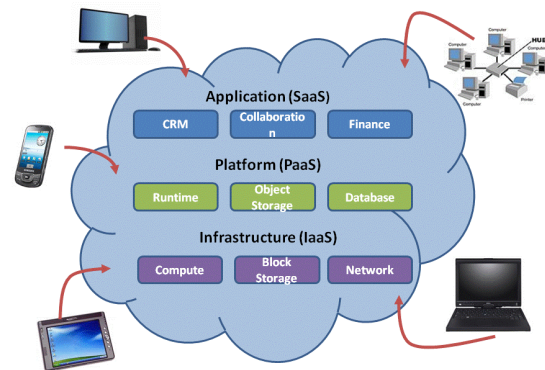 Computer
HUB
Computer
Computer
Computer
Printer
Application (SaaS)
CRM
Collaboratio
n
Finance
Platform (PaaS)
Runtime
Object
Storage
Database
Infrastructure (IaaS)
Compute
Block
Storage
Network